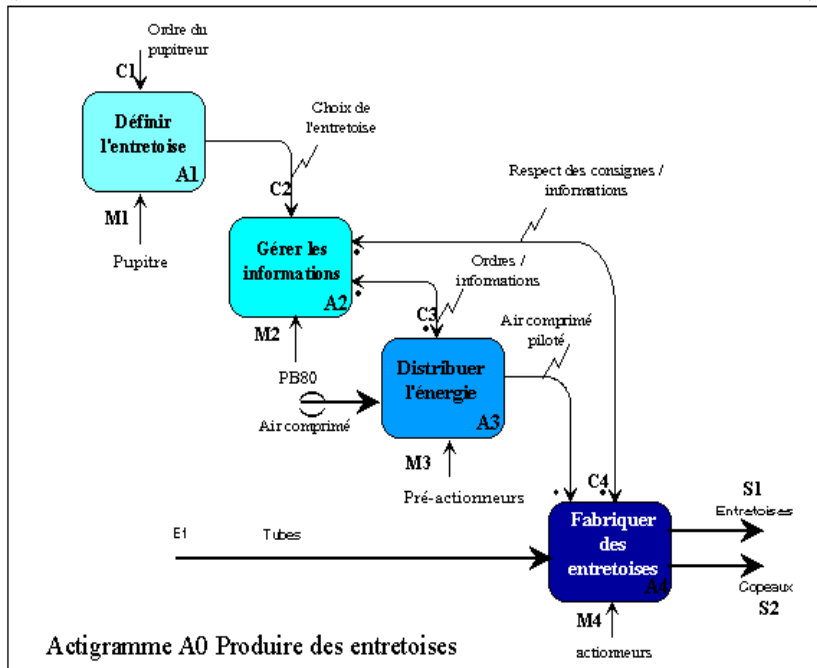 Ordre du
pupitreur
C1
Définir
l'entretoise
A1
M1
Pupitre
Choix de
l'entretoise
C2
Respect des consignes /
informations
Gérer les
informations
A2
M2
PB80
Ordres /
informations
C3
Air comprimé
piloté
Distribuer
l'énergie
A3
Air comprimé
M3
Pré-actionneurs
C4
S1
Entretoises
E1
Tubes
Fabriquer
des
entretoises
A4
Copeaux
S2
M4
actionneurs
Actigramme A0 Produire des entretoises